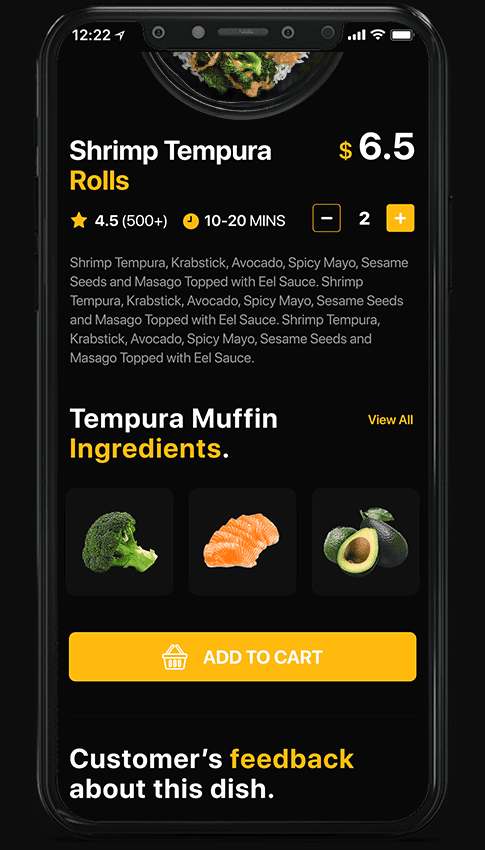 12:22
Shrimp Tempura
Rolls
$ 6.5
4.5 (500+)
10-20 MINS
− 2 +
Shrimp Tempura, Krabstick, Avocado, Spicy Mayo, Sesame
Seeds and Masago Topped with Eel Sauce. Shrimp
Tempura, Krabstick, Avocado, Spicy Mayo, Sesame Seeds
and Masago Topped with Eel Sauce. Shrimp Tempura,
Krabstick, Avocado, Spicy Mayo, Sesame Seeds and
Masago Topped with Eel Sauce.
Tempura Muffin
Ingredients.
View All
ADD TO CART
Customer’s feedback
about this dish.